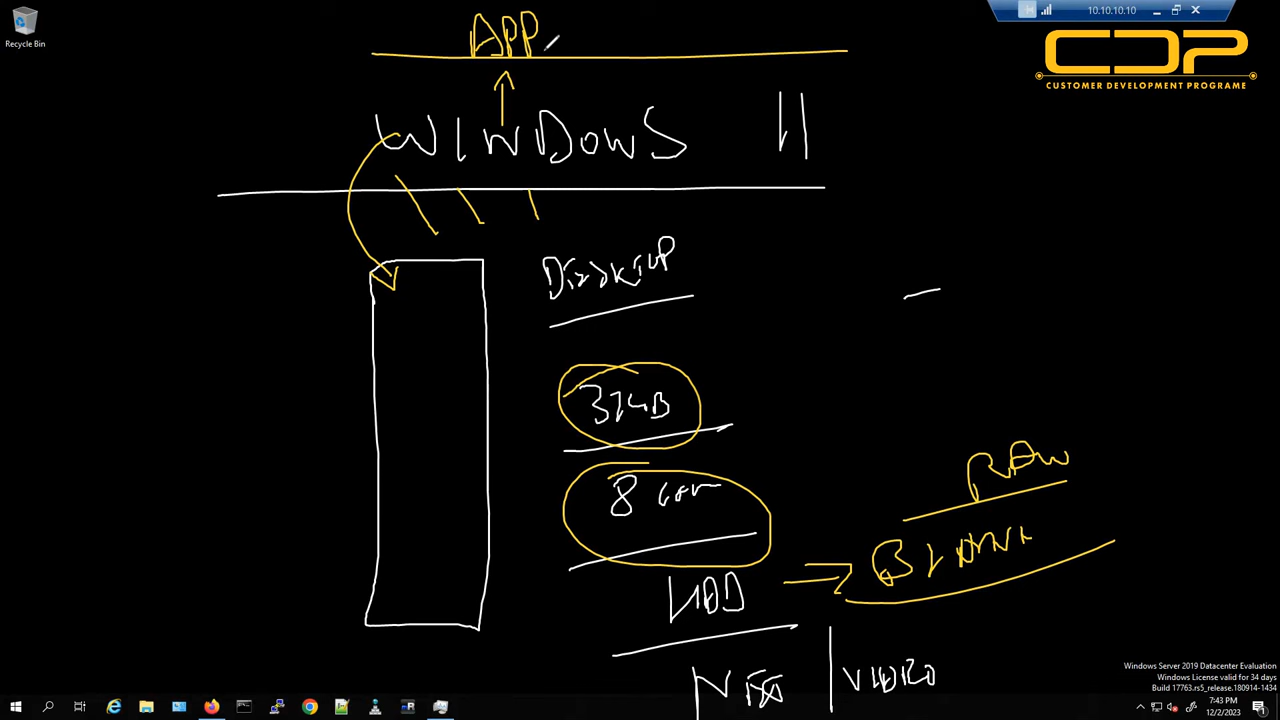 APP
Recycle Bin
10.10.10.10
CDP
CUSTOMER DEVELOPMENT PROGRAME
WINDOWS 11
DESKTOP
32GB
8 CORE
RAW
BLANK
HDD
VIDEO
Windows Server 2019 Datacenter Evaluation
Windows License valid for 34 days
Build 17763.rs5_release.180914-1434
7:43 PM
12/2/2023